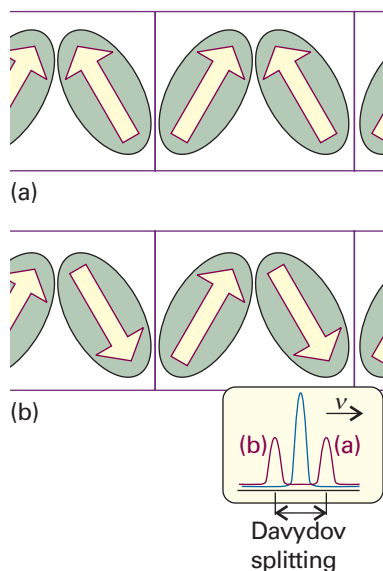 (a)
(b)
ν
(b) (a)
Davydov
splitting